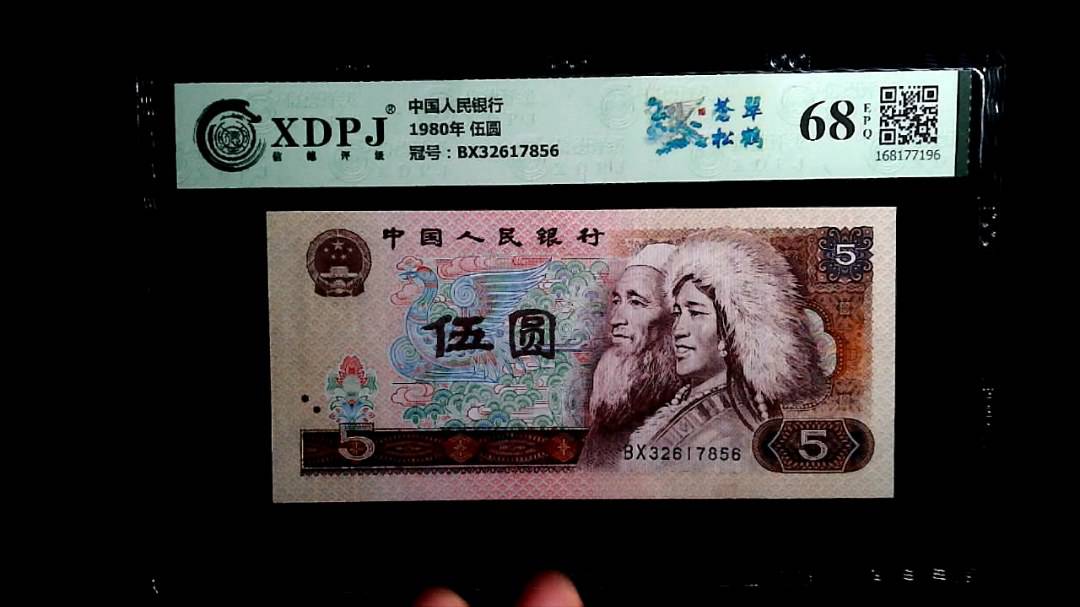 XDPJ®
信德评级
中国人民银行
1980年 伍圆
冠号：BX32617856
苍松
翠鹤
68
EPQ
168177196
中国人民银行
5
伍圆
5
BX32617856
5